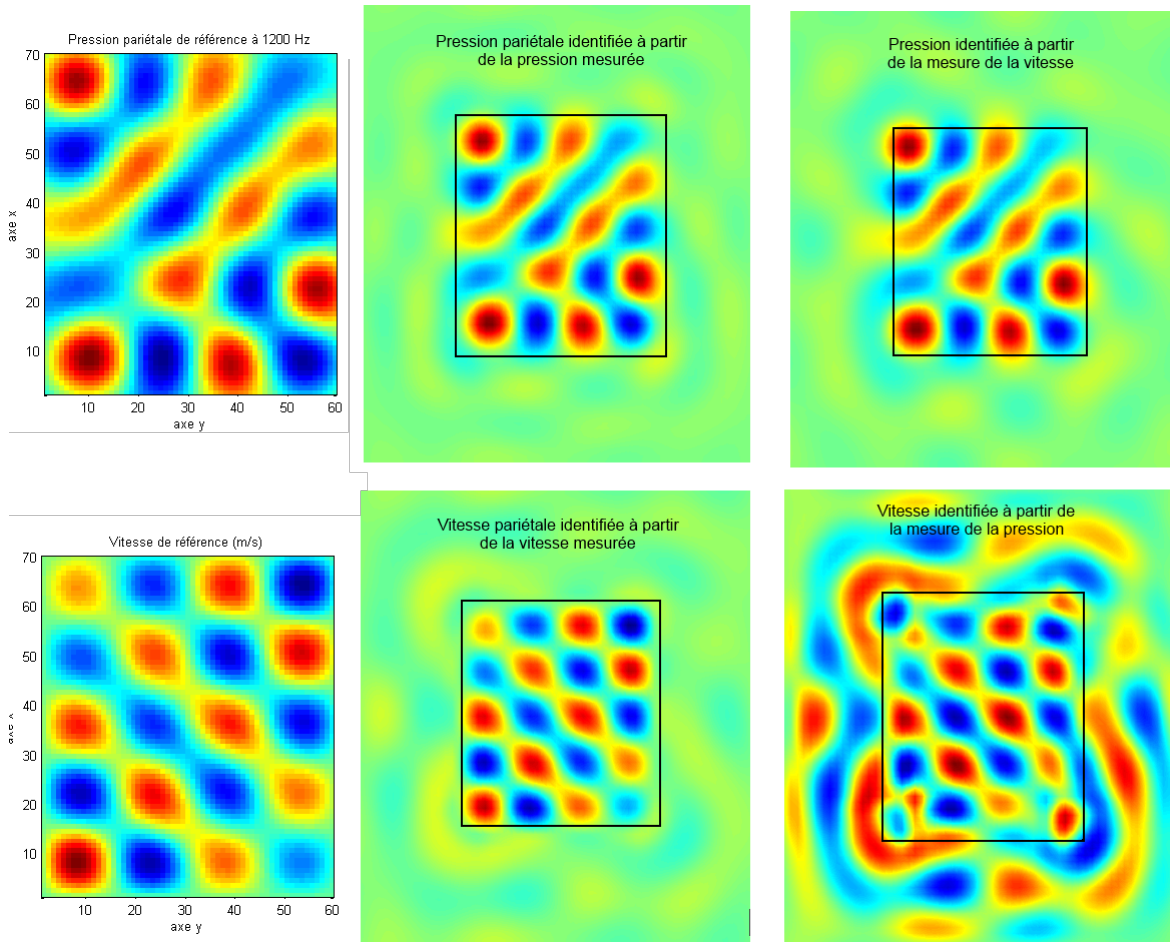 Pression pariétale de référence à 1200 Hz
70
60
50
40
30
20
10
axe x
10 20 30 40 50 60
axe y
Pression pariétale identifiée à partir
de la pression mesurée
Pression identifiée à partir
de la mesure de la vitesse
Vitesse de référence (m/s)
70
60
50
40
30
20
10
axe x
10 20 30 40 50 60
axe y
Vitesse pariétale identifiée à partir
de la vitesse mesurée
Vitesse identifiée à partir de
la mesure de la pression